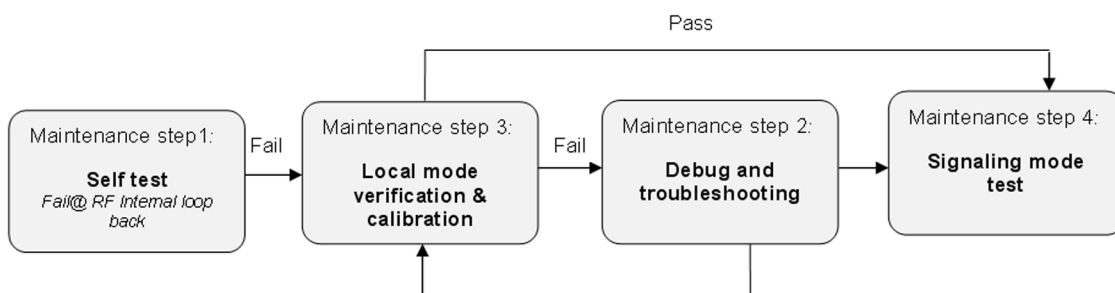 Pass
Maintenance step1:
Self test
Fail@ RF Internal loop
back
Fail
Maintenance step 3:
Local mode
verification &
calibration
Fail
Maintenance step 2:
Debug and
troubleshooting
Maintenance step 4:
Signaling mode
test